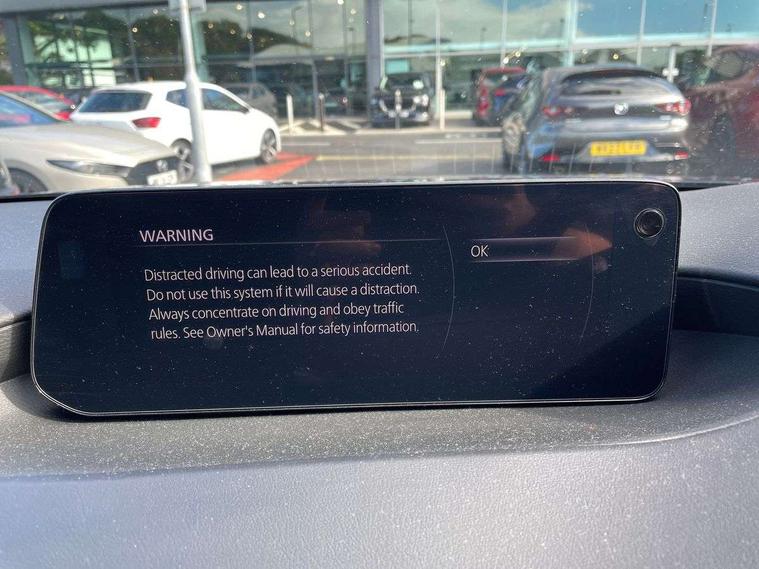 WARNING
OK
Distracted driving can lead to a serious accident.
Do not use this system if it will cause a distraction.
Always concentrate on driving and obey traffic
rules. See Owner's Manual for safety information.